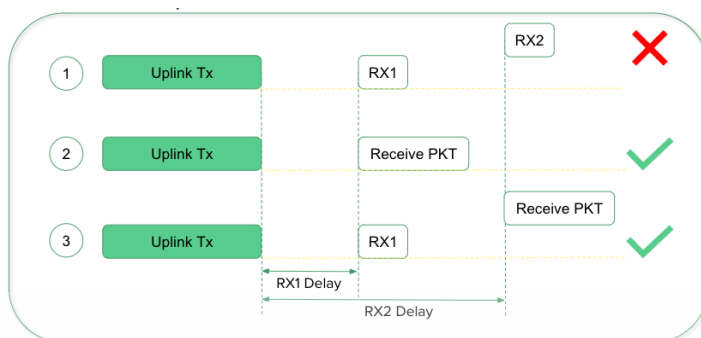 RX2
1
Uplink Tx
RX1
2
Uplink Tx
Receive PKT
Receive PKT
3
Uplink Tx
RX1
RX1 Delay
RX2 Delay